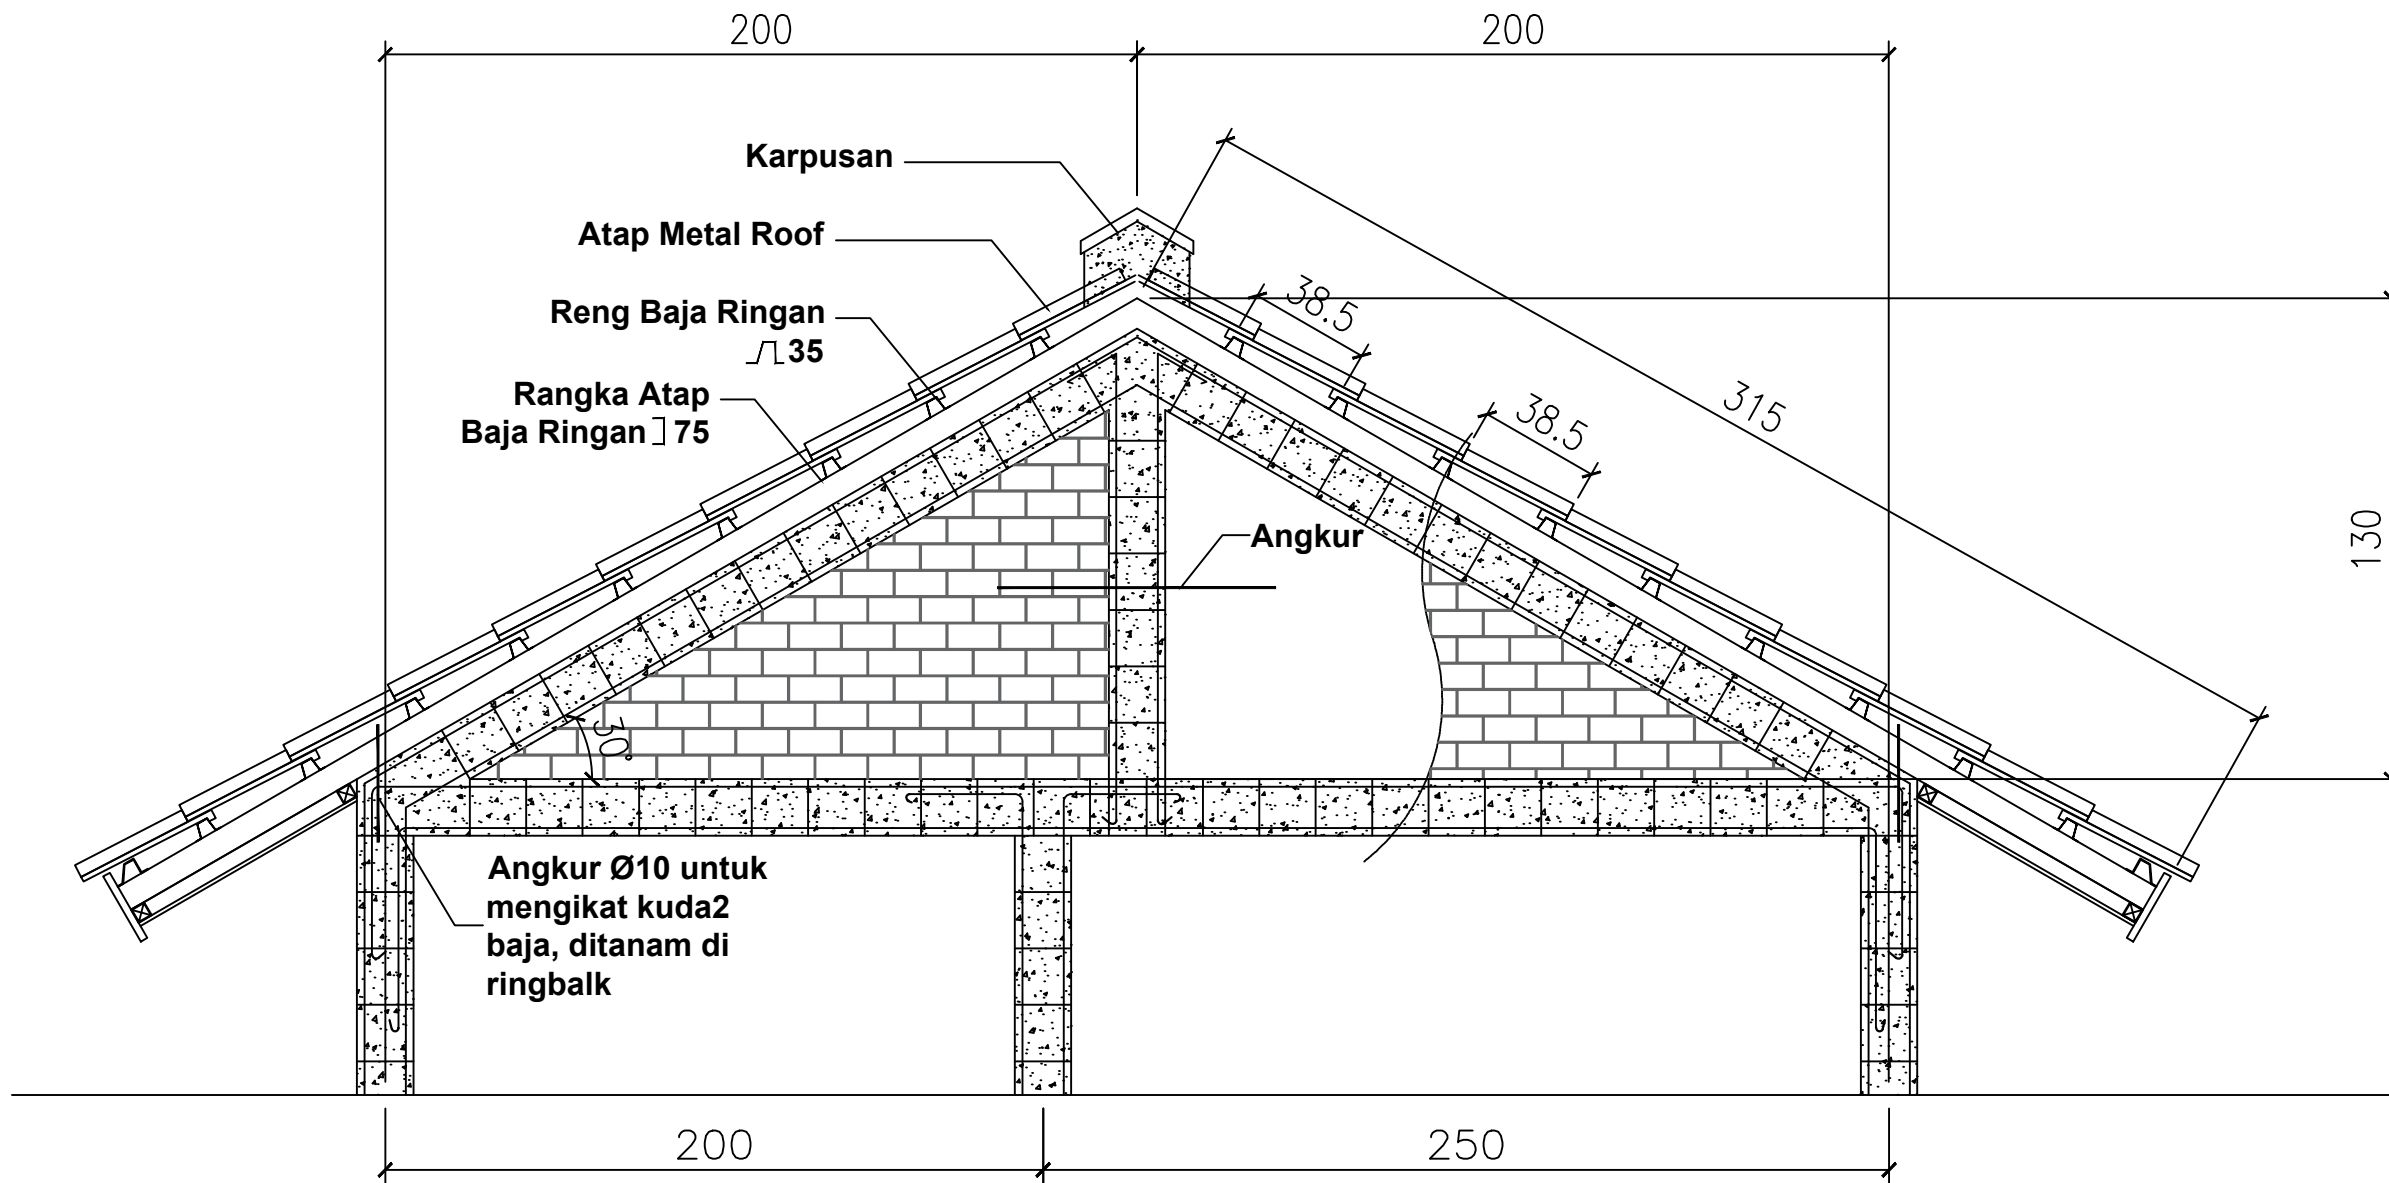 200
200
Karpusan
Atap Metal Roof
Reng Baja Ringan
35
Rangka Atap
Baja Ringan 75
38.5
38.5
315
130
Angkur
30°
Angkur Ø10 untuk
mengikat kuda2
baja, ditanam di
ringbalk
200
250